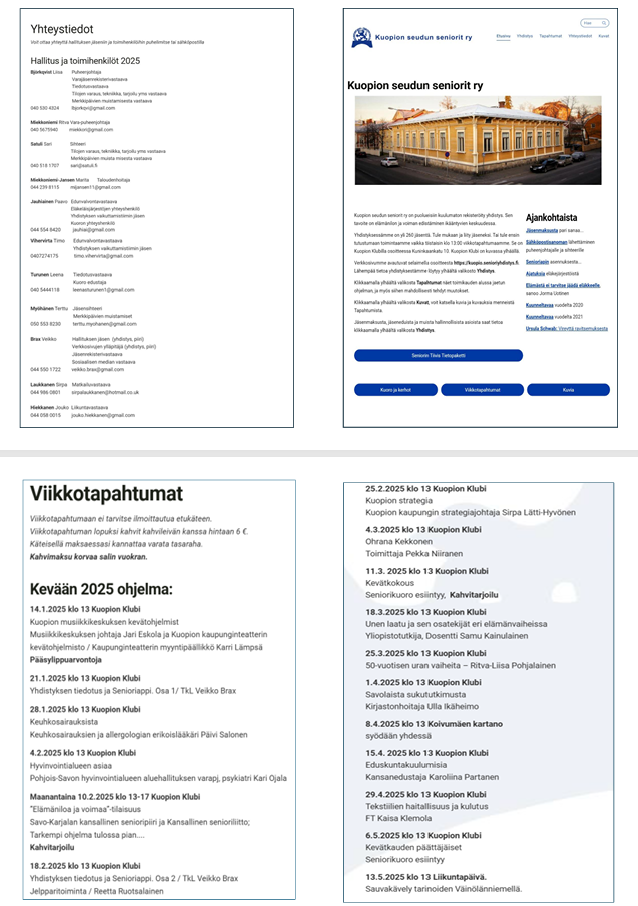 Yhteystiedot
Voit ottaa yhteyttä hallituksen jäseniin ja toimihenkilöihin puhelimitse tai sähköpostilla
Hallitus ja toimihenkilöt 2025
Björkqvist Liisa Puheenjohtaja
Varajäsenrekisterivastaava
Tiedotusvastaava
Tilojen varaus, tekniikka, tarjoilu yms vastaava
Merkkipäivien muistamisesta vastaava
040 530 4324 lbjorkqvi@gmail.com
Miekkoniemi Ritva Vara-puheenjohtaja
040 5675940 miekkori@gmail.com
Satuli Sari Sihteeri
Tilojen varaus, tekniikka, tarjoilu yms vastaava
Merkkipäivien muista misesta vastaava
040 518 1707 sari@satuli.fi
Miekkoniemi-Jansen Marita Taloudenhoitaja
044 239 8115 mijansen11@gmail.com
Jauhiainen Paavo Edunvalvontavastaava
Eläkeläisjärjestöjen yhteyshenkilö
Yhdistyksen vaikuttamistiimin jäsen
Kuoron yhteyshenkilö
044 554 8420 jauhiai@gmail.com
Vihervirta Timo Edunvalvontavastaava
Yhdistyksen vaikuttamistiimin jäsen
0407274175 timo.vihervirta@gmail.com
Turunen Leena Tiedotusvastaava
Kuoro edustaja
040 5444118 leenasturunen1@gmail.com
Myöhänen Terttu Jäsensihteeri
Merkkipäivien muistamiset
050 553 8230 terttu.myohanen@gmail.com
Brax Veikko Hallituksen jäsen (yhdistys, piiri)
Verkkosivujen ylläpitäjä (yhdistys, piiri)
Jäsenrekisterivastaava
Sosiaalisen median vastaava
044 550 1722 veikko.brax@gmail.com
Laukkanen Sirpa Matkailuvastaava
044 986 0801 sirpalaukkanen@hotmail.co.uk
Hiekkanen Jouko Liikuntavastaava
044 058 0015 jouko.hiekkanen@gmail.com
Hae
Kuopion seudun seniorit ry
Etusivu Yhdistys Tapahtumat Yhteystiedot Kuvat
Kuopion seudun seniorit ry
Kuopion seudun seniorit ry on puolueisiin kuulumaton rekisteröity yhdistys. Sen
tavoite on elämänilon ja voiman edistäminen ikääntyvien keskuudessa.
Yhdistyksessämme on yli 260 jäsentä. Tule mukaan ja liity jäseneksi. Tai tule ensin
tutustumaan toimintaamme vaikka tiistaisin klo 13:00 viikkotapahtumaamme. Se on
Kuopion Klubilla osoitteessa Kuninkaankatu 10. Kuopion Klubi on kuvassa ylhäällä.
Verkkosivumme avautuvat selaimella osoitteesta https://kuopio.senioriyhdistys.fi.
Lähempää tietoa yhdistyksestämme löytyy ylhäältä valikosta Yhdistys.
Klikkaamalla ylhäältä valikosta Tapahtumat näet toimikauden alussa jaetun
ohjelman, ja myös siihen mahdollisesti tehdyt muutokset.
Klikkaamalla ylhäältä valikosta Kuvat, voit katsella kuvia ja kuvauksia menneistä
Tapahtumista.
Jäsenmaksusta, jäseneduista ja muista hallinnollisista asioista saat tietoa
klikkaamalla ylhäältä valikosta Yhdistys.
Ajankohtaista
Jäsenmaksusta pari sanaa...
Sähköpostisanoman lähettäminen
puheenjohtajalle ja sihteerille
Senioriapin asennuksesta...
Ajatuksia eläkejärjestöistä
Elämentä ei tarvitse jäädä eläkkeelle,
sanoo Jorma Uotinen
Kuunneltavaa vuodelta 2020
Kuunneltavaa vuodelta 2021
Ursula Schwab: Vireyttä ravitsemuksesta
Seniorin Tiivis Tietopaketti
Kuoro ja kerhot
Viikkotapahtumat
Kuvia
Viikkotapahtumat
Viikkotapahtumaan ei tarvitse ilmoittautua etukäteen.
Viikkotapahtuman lopuksi kahvit kahvileivän kanssa hintaan 6 €.
Käteisellä maksaessasi kannattaa varata tasaraha.
Kahvimaksu korvaa salin vuokran.
Kevään 2025 ohjelma:
14.1.2025 klo 13 Kuopion Klubi
Kuopion musiikkikeskuksen kevätohjelmist
Musiikkikeskuksen johtaja Jari Eskola ja Kuopion kaupunginteatterin
kevätohjelmisto / Kaupunginteatterin myyntipäällikkö Karri Lämpsä
Pääsylippuarvontoja
21.1.2025 klo 13 Kuopion Klubi
Yhdistyksen tiedotus ja Senioriappi. Osa 1/ TkL Veikko Brax
28.1.2025 klo 13 Kuopion Klubi
Keuhkosairauksista
Keuhkosairauksien ja allergologian erikoislääkäri Päivi Salonen
4.2.2025 klo 13 Kuopion Klubi
Hyvinvointialueen asiaa
Pohjois-Savon hyvinvointialueen aluehallituksen varapj, psykiatri Kari Ojala
Maanantaina 10.2.2025 klo 13-17 Kuopion Klubi
"Elämäniloa ja voimaa"-tilaisuus
Savo-Karjalan kansallinen senioripiiri ja Kansallinen senioriliitto;
Tarkempi ohjelma tulossa pian....
Kahvitarjoilu
18.2.2025 klo 13 Kuopion Klubi
Yhdistyksen tiedotus ja Senioriappi. Osa 2 / TkL Veikko Brax
Jelpparitoiminta / Reetta Ruotsalainen
25.2.2025 klo 13 Kuopion Klubi
Kuopion strategia
Kuopion kaupungin strategiajohtaja Sirpa Lätti-Hyvönen
4.3.2025 klo 13 Kuopion Klubi
Ohrana Kekkonen
Toimittaja Pekka Niiranen
11.3. 2025 klo 13 Kuopion Klubi
Kevätkokous
Seniorikuoro esiintyy, Kahvitarjoilu
18.3.2025 klo 13 Kuopion Klubi
Unen laatu ja sen osatekijät eri elämänvaiheissa
Yliopistotutkija, Dosentti Samu Kainulainen
25.3.2025 klo 13 Kuopion Klubi
50-vuotisen uran vaiheita – Ritva-Liisa Pohjalainen
1.4.2025 klo 13 Kuopion Klubi
Savolaista sukututkimusta
Kirjastonhoitaja Ulla Ikäheimo
8.4.2025 klo 13 Koivumäen kartano
syödään yhdessä
15.4. 2025 klo 13 Kuopion Klubi
Eduskuntakuulumisia
Kansanedustaja Karoliina Partanen
29.4.2025 klo 13 Kuopion Klubi
Tekstiilien haitallisuus ja kulutus
FT Kaisa Klemola
6.5.2025 klo 13 Kuopion Klubi
Kevätkauden päättäjäiset
Seniorikuoro esiintyy
13.5.2025 klo 13 Liikuntapäivä.
Sauvakävely tarinoiden Väinölänniemellä.